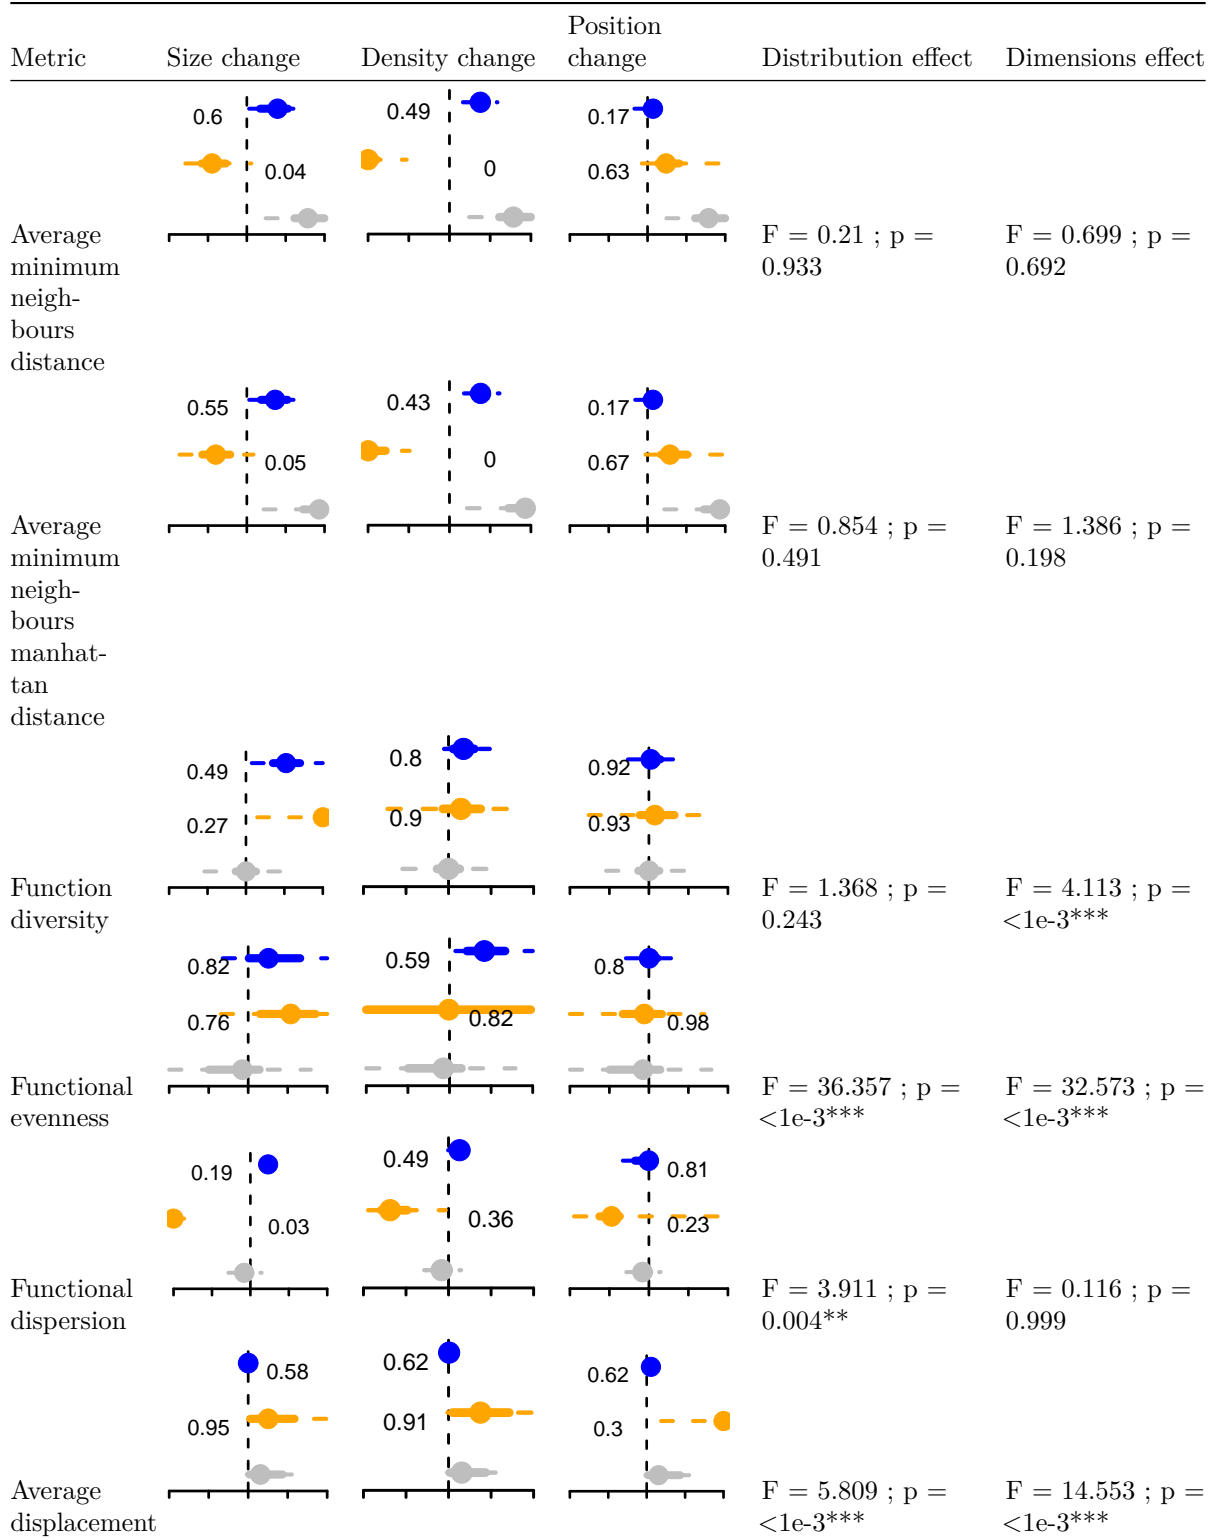 Position
Metric Size change Density change change Distribution effect Dimensions effect
0.6 0.49 0.17
0.04 0 0.63
Average F = 0.21 ; p = F = 0.699 ; p =
minimum 0.933 0.692
neigh-
bours
distance
0.55 0.43 0.17
0.05 0 0.67
Average F = 0.854 ; p = F = 1.386 ; p =
minimum 0.491 0.198
neigh-
bours
manhat-
tan
distance
0.49 0.8 0.92
0.27 0.9 0.93
Function F = 1.368 ; p = F = 4.113 ; p =
diversity 0.243 <1e-3***
0.82 0.59 0.8
0.76 0.82 0.98
Functional F = 36.357 ; p = F = 32.573 ; p =
evenness <1e-3*** <1e-3***
0.19 0.49 0.81
0.03 0.36 0.23
Functional F = 3.911 ; p = F = 0.116 ; p =
dispersion 0.004** 0.999
0.58 0.62 0.62
0.95 0.91 0.3
Average F = 5.809 ; p = F = 14.553 ; p =
displacement <1e-3*** <1e-3***